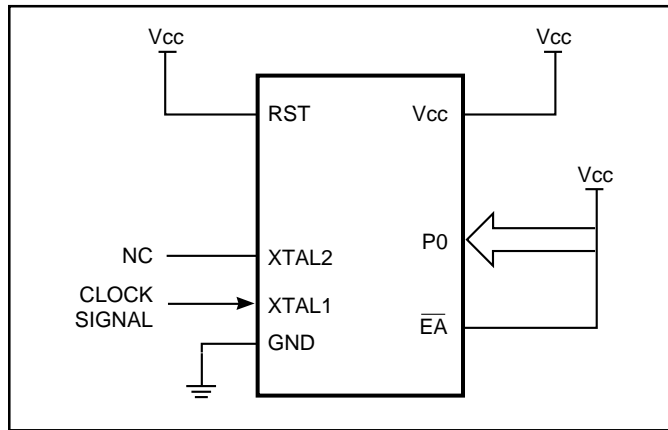 Vcc
Vcc
RST
Vcc
Vcc
P0
NC
XTAL2
CLOCK
SIGNAL
XTAL1
EA
GND